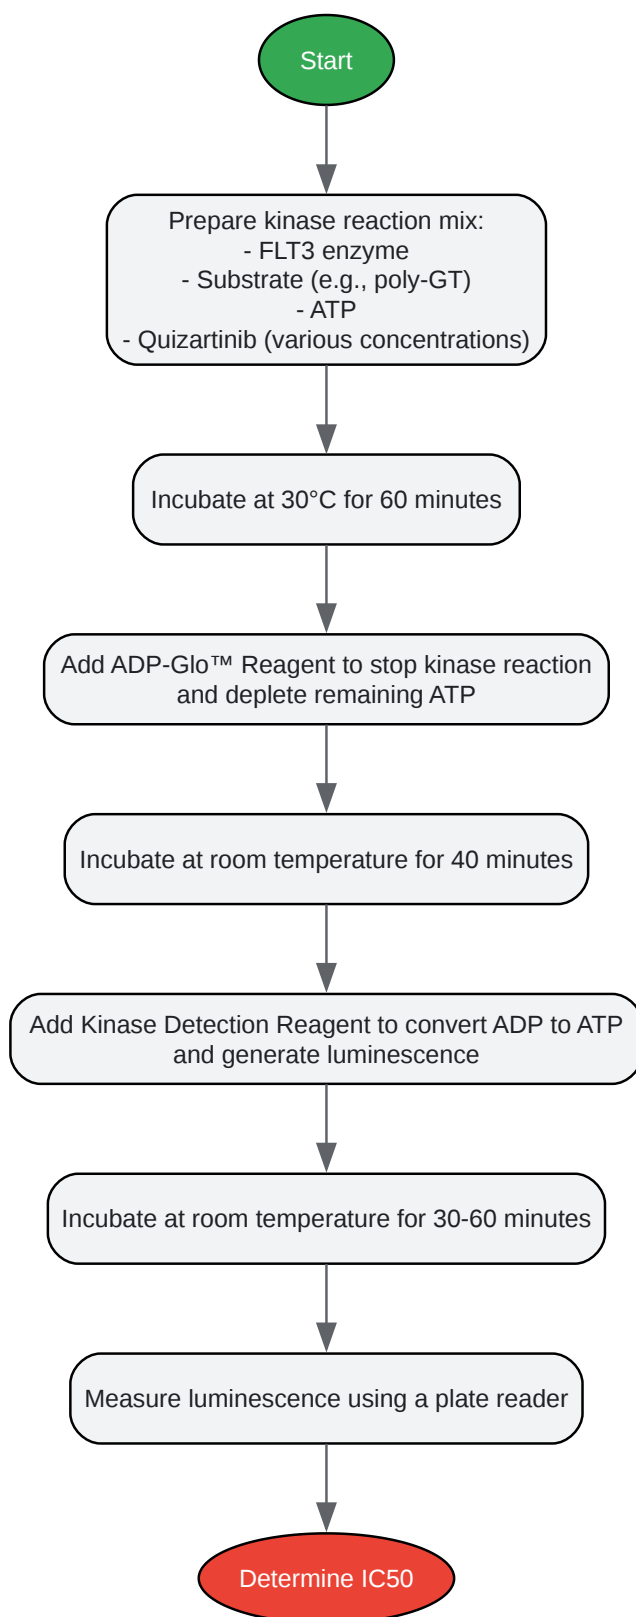 Start
Prepare kinase reaction mix:
- FLT3 enzyme
- Substrate (e.g., poly-GT)
- ATP
- Quizartinib (various concentrations)
Incubate at 30°C for 60 minutes
Add ADP-Glo™ Reagent to stop kinase reaction
and deplete remaining ATP
Incubate at room temperature for 40 minutes
Add Kinase Detection Reagent to convert ADP to ATP
and generate luminescence
Incubate at room temperature for 30-60 minutes
Measure luminescence using a plate reader
Determine IC50